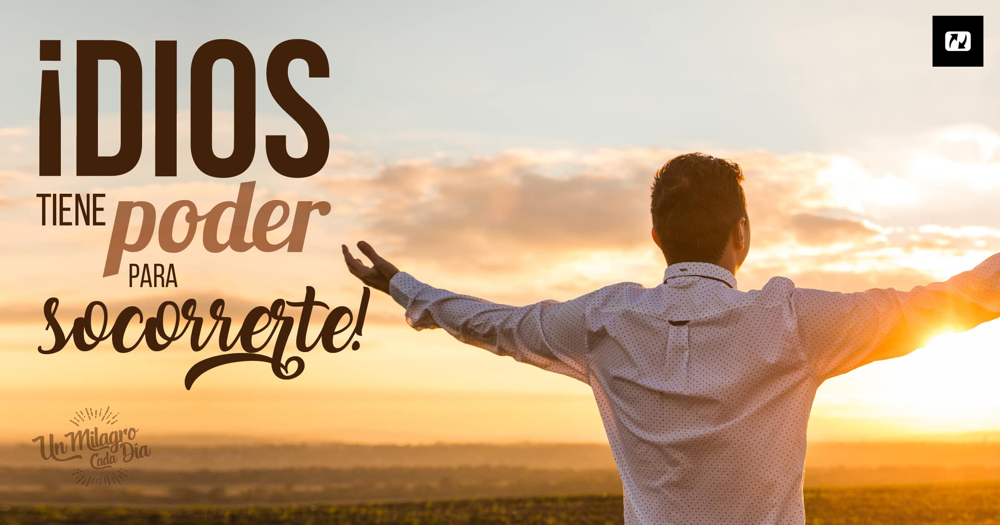 ¡DIOS
TIENE poder
PARA
socorrerte!
Un Milagro
Cada Día